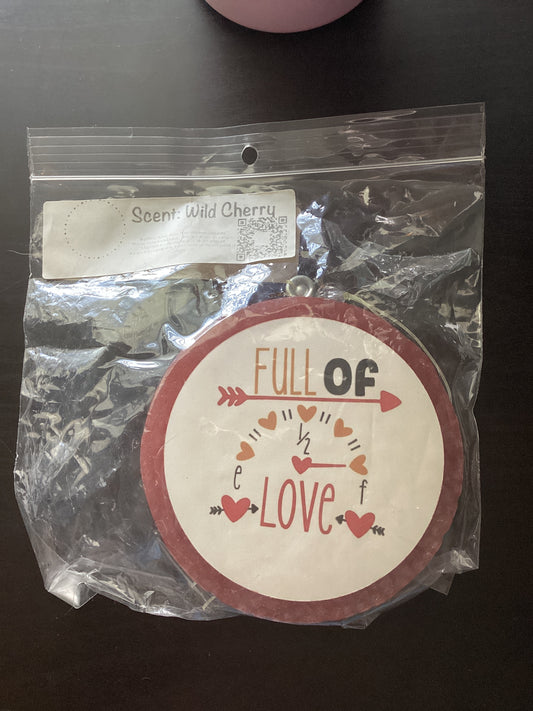 Scent: Wild Cherry
FULL OF
1/2
e
f
LOVE